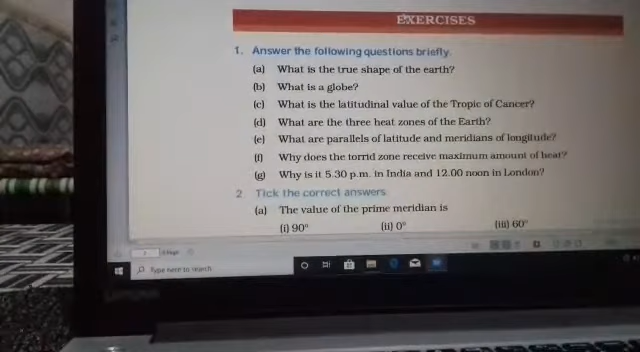 EXERCISES
1. Answer the following questions briefly.
(a) What is the true shape of the earth?
(b) What is a globe?
(c) What is the latitudinal value of the Tropic of Cancer?
(d) What are the three heat zones of the Earth?
(e) What are parallels of latitude and meridians of longitude?
(f) Why does the torrid zone receive maximum amount of heat?
(g) Why is it 5.30 p.m. in India and 12.00 noon in London?
2. Tick the correct answers.
(a) The value of the prime meridian is
(i) 90° (ii) 0° (iii) 60°
Type here to search